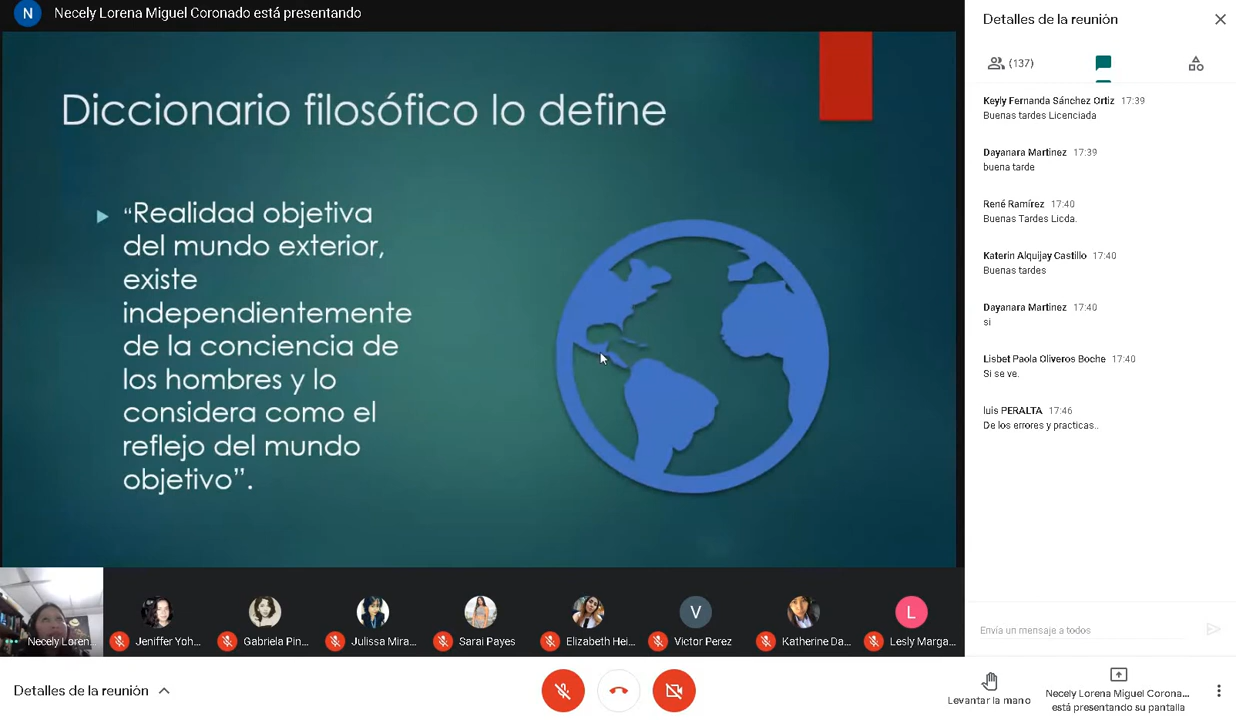 N Necely Lorena Miguel Coronado está presentando
Diccionario filosófico lo define
“Realidad objetiva
del mundo exterior,
existe
independientemente
de la conciencia de
los hombres y lo
considera como el
reflejo del mundo
objetivo”.
Necely Loren...
Jeniffer Yoh...
Gabriela Pin...
Julissa Mira...
Sarai Payes
Elizabeth Hei...
V
Victor Perez
Katherine Da...
L
Lesly Marga...
Detalles de la reunión
Detalles de la reunión
(137)
Keyly Fernanda Sánchez Ortiz 17:39
Buenas tardes Licenciada
Dayanara Martinez 17:39
buena tarde
René Ramírez 17:40
Buenas Tardes Licda.
Katerin Alquijay Castillo 17:40
Buenas tardes
Dayanara Martinez 17:40
si
Lisbet Paola Oliveros Boche 17:40
Si se ve.
luis PERALTA 17:46
De los errores y practicas..
Envía un mensaje a todos
Levantar la mano
Necely Lorena Miguel Corona...
está presentando su pantalla